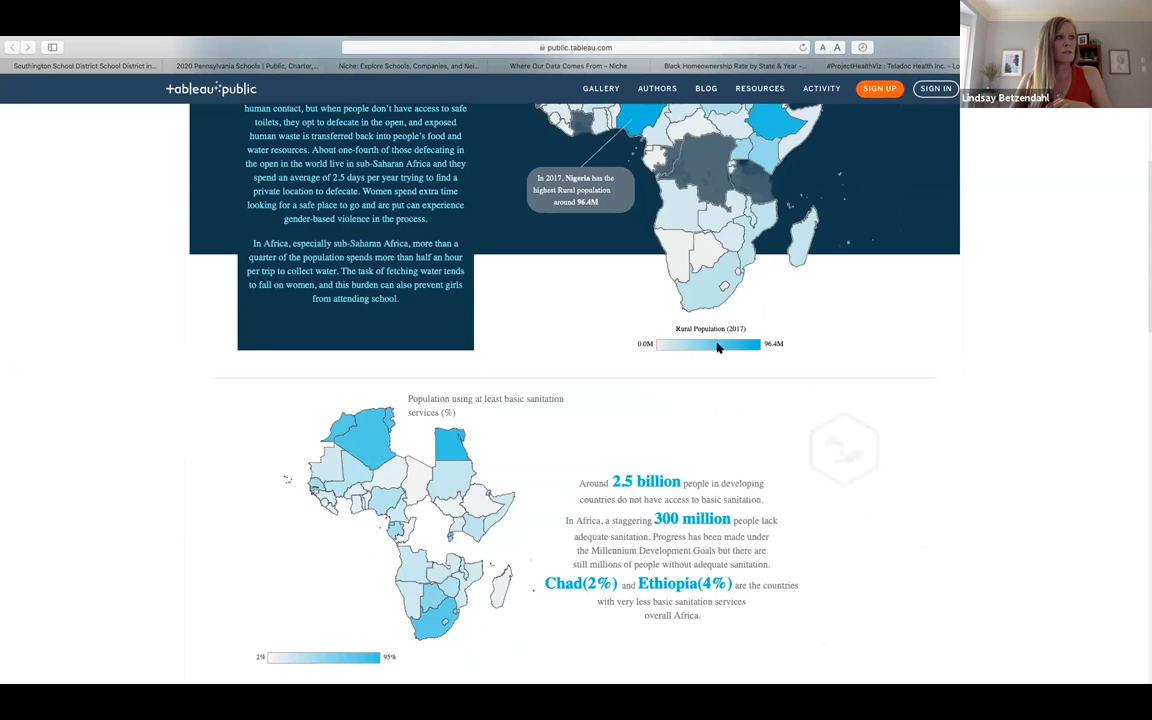 public.tableau.com
A A
Southington School District School District in...
2020 Pennsylvania Schools | Public, Charter,...
Niche: Explore Schools, Companies, and Nei...
Where Our Data Comes From – Niche
Black Homeownership Rate by State & Year -...
#ProjectHealthViz : Teladoc Health Inc. - Lo
Lindsay Betzendahl
+ableau+public
GALLERY
AUTHORS
BLOG
RESOURCES
ACTIVITY
SIGN UP
SIGN IN
human contact, but when people don't have access to safe
toilets, they opt to defecate in the open, and exposed
human waste is transferred back into people's food and
water resources. About one-fourth of those defecating in
the open in the world live in sub-Saharan Africa and they
spend an average of 2.5 days per year trying to find a
private location to defecate. Women spend extra time
looking for a safe place to go and are put can experience
gender-based violence in the process.
In Africa, especially sub-Saharan Africa, more than a
quarter of the population spends more than half an hour
per trip to collect water. The task of fetching water tends
to fall on women, and this burden can also prevent girls
from attending school.
In 2017, Nigeria has the
highest Rural population
around 96.4M
Rural Population (2017)
0.0M
96.4M
Population using at least basic sanitation
services (%)
2%
95%
Around 2.5 billion people in developing
countries do not have access to basic sanitation.
In Africa, a staggering 300 million people lack
adequate sanitation. Progress has been made under
the Millennium Development Goals but there are
still millions of people without adequate sanitation.
Chad(2%) and Ethiopia(4%) are the countries
with very less basic sanitation services
overall Africa.